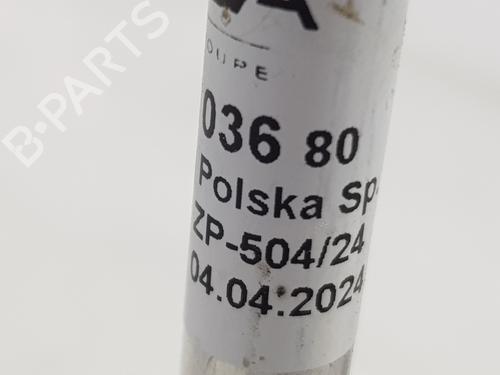 OUPE
036 80
Polska Sp.
ZP-504/24
04.04.2024
B-PARTS